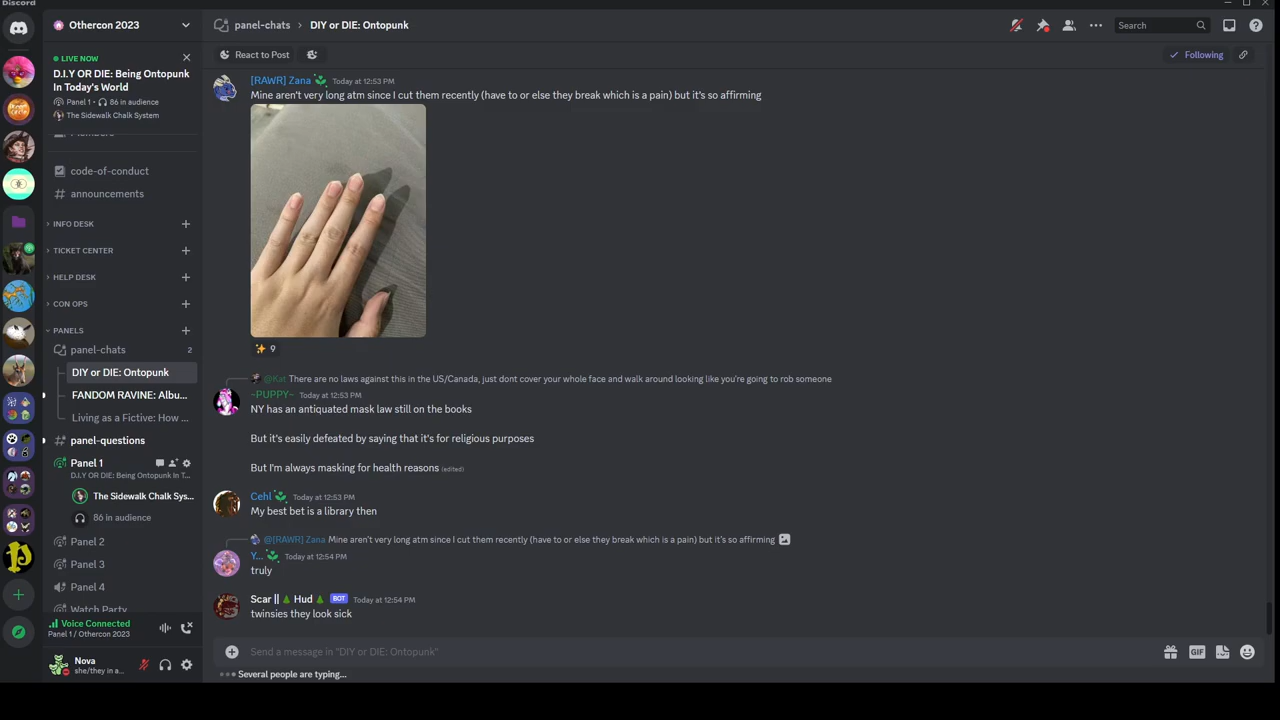 Discord
Othercon 2023
LIVE NOW
D.I.Y OR DIE: Being Ontopunk
In Today's World
Panel 1 • 86 in audience
The Sidewalk Chalk System
Members
code-of-conduct
announcements
INFO DESK
TICKET CENTER
HELP DESK
CON OPS
PANELS
panel-chats
2
DIY or DIE: Ontopunk
FANDOM RAVINE: Albu...
Living as a Fictive: How ...
panel-questions
Panel 1
D.I.Y OR DIE: Being Ontopunk In T...
The Sidewalk Chalk Sys...
86 in audience
Panel 2
Panel 3
Panel 4
Watch Party
Voice Connected
Panel 1 / Othercon 2023
Nova
she/they in a...
panel-chats › DIY or DIE: Ontopunk
Search
React to Post
Following
[RAWR] Zana Today at 12:53 PM
Mine aren't very long atm since I cut them recently (have to or else they break which is a pain) but it's so affirming
✨ 9
@Kat There are no laws against this in the US/Canada, just dont cover your whole face and walk around looking like you're going to rob someone
~PUPPY~ Today at 12:53 PM
NY has an antiquated mask law still on the books
But it's easily defeated by saying that it's for religious purposes
But I'm always masking for health reasons (edited)
Cehl Today at 12:53 PM
My best bet is a library then
@[RAWR] Zana Mine aren't very long atm since I cut them recently (have to or else they break which is a pain) but it's so affirming
Y... Today at 12:54 PM
truly
Scar || 🌲 Hud 🌲 BOT Today at 12:54 PM
twinsies they look sick
Send a message in "DIY or DIE: Ontopunk"
GIF
Several people are typing...